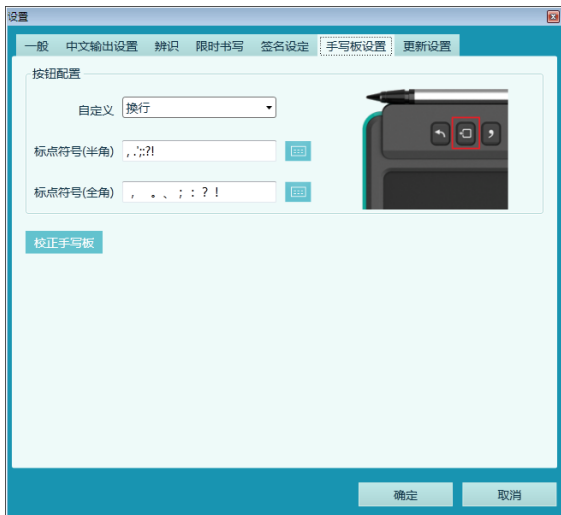 设置
一般 中文输出设置 辨识 限时书写 签名设定 手写板设置 更新设置
按钮配置
自定义 换行
标点符号(半角) , .';:?!
标点符号(全角) ， 。、；：？！
校正手写板
确定 取消